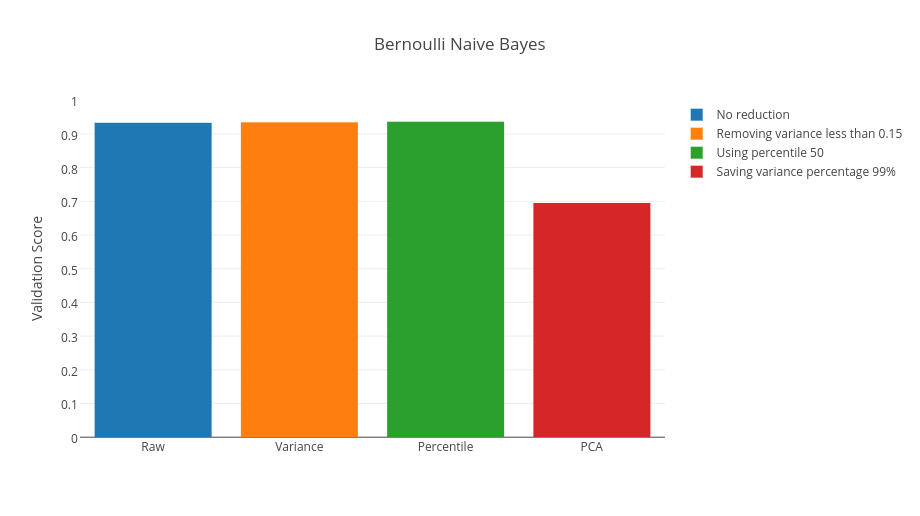 Bernoulli Naive Bayes
1
0.9
0.8
0.7
0.6
0.5
0.4
0.3
0.2
0.1
0
Validation Score
Raw
Variance
Percentile
PCA
No reduction
Removing variance less than 0.15
Using percentile 50
Saving variance percentage 99%